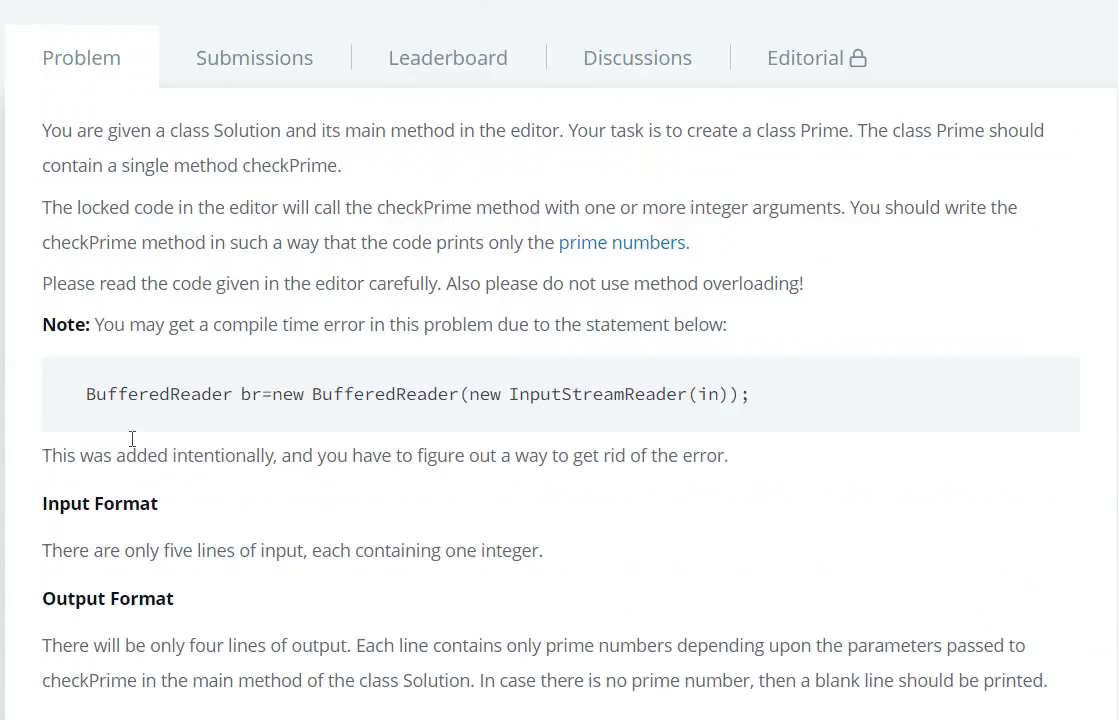 Problem
Submissions
Leaderboard
Discussions
Editorial
You are given a class Solution and its main method in the editor. Your task is to create a class Prime. The class Prime should
contain a single method checkPrime.
The locked code in the editor will call the checkPrime method with one or more integer arguments. You should write the
checkPrime method in such a way that the code prints only the prime numbers.
Please read the code given in the editor carefully. Also please do not use method overloading!
Note: You may get a compile time error in this problem due to the statement below:
BufferedReader br=new BufferedReader(new InputStreamReader(in));
This was added intentionally, and you have to figure out a way to get rid of the error.
Input Format
There are only five lines of input, each containing one integer.
Output Format
There will be only four lines of output. Each line contains only prime numbers depending upon the parameters passed to
checkPrime in the main method of the class Solution. In case there is no prime number, then a blank line should be printed.